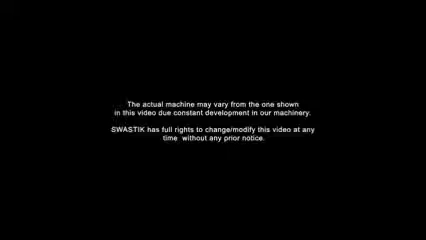 The actual machine may vary from the one shown
in this video due constant development in our machinery.
SWASTIK has full rights to change/modify this video at any
time without any prior notice.